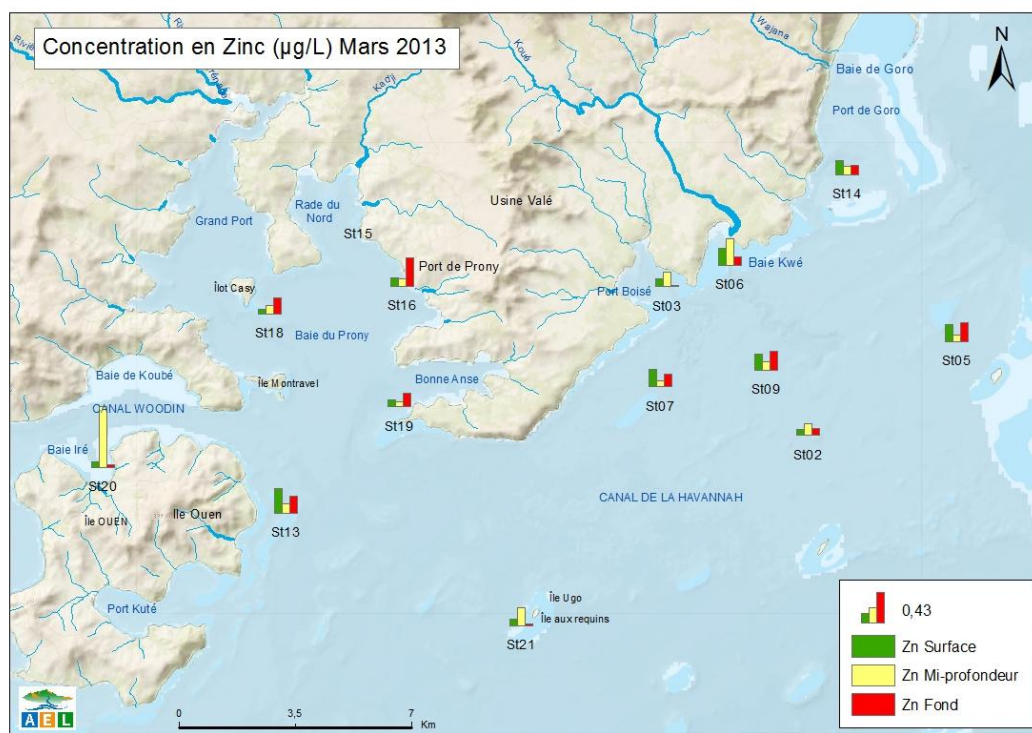 Concentration en Zinc (µg/L) Mars 2013
N
Koué
Wajana
Kadji
Baie de Goro
Port de Goro
St14
Usine Valé
Rade du
Nord
Grand Port
St15
Port de Prony
St16
Îlot Casy
St18
Baie du Prony
Port Boisé
St03
St06
Baie Kwé
St05
St09
St07
St02
Baie de Koubé
Île Montravel
Bonne Anse
St19
CANAL WOODIN
Baie Iré
St20
Île OUEN
Ile Ouen
St13
CANAL DE LA HAVANNAH
Port Kuté
Île Ugo
Île aux requins
St21
0,43
Zn Surface
Zn Mi-profondeur
Zn Fond
AEL
0
3,5
7
Km